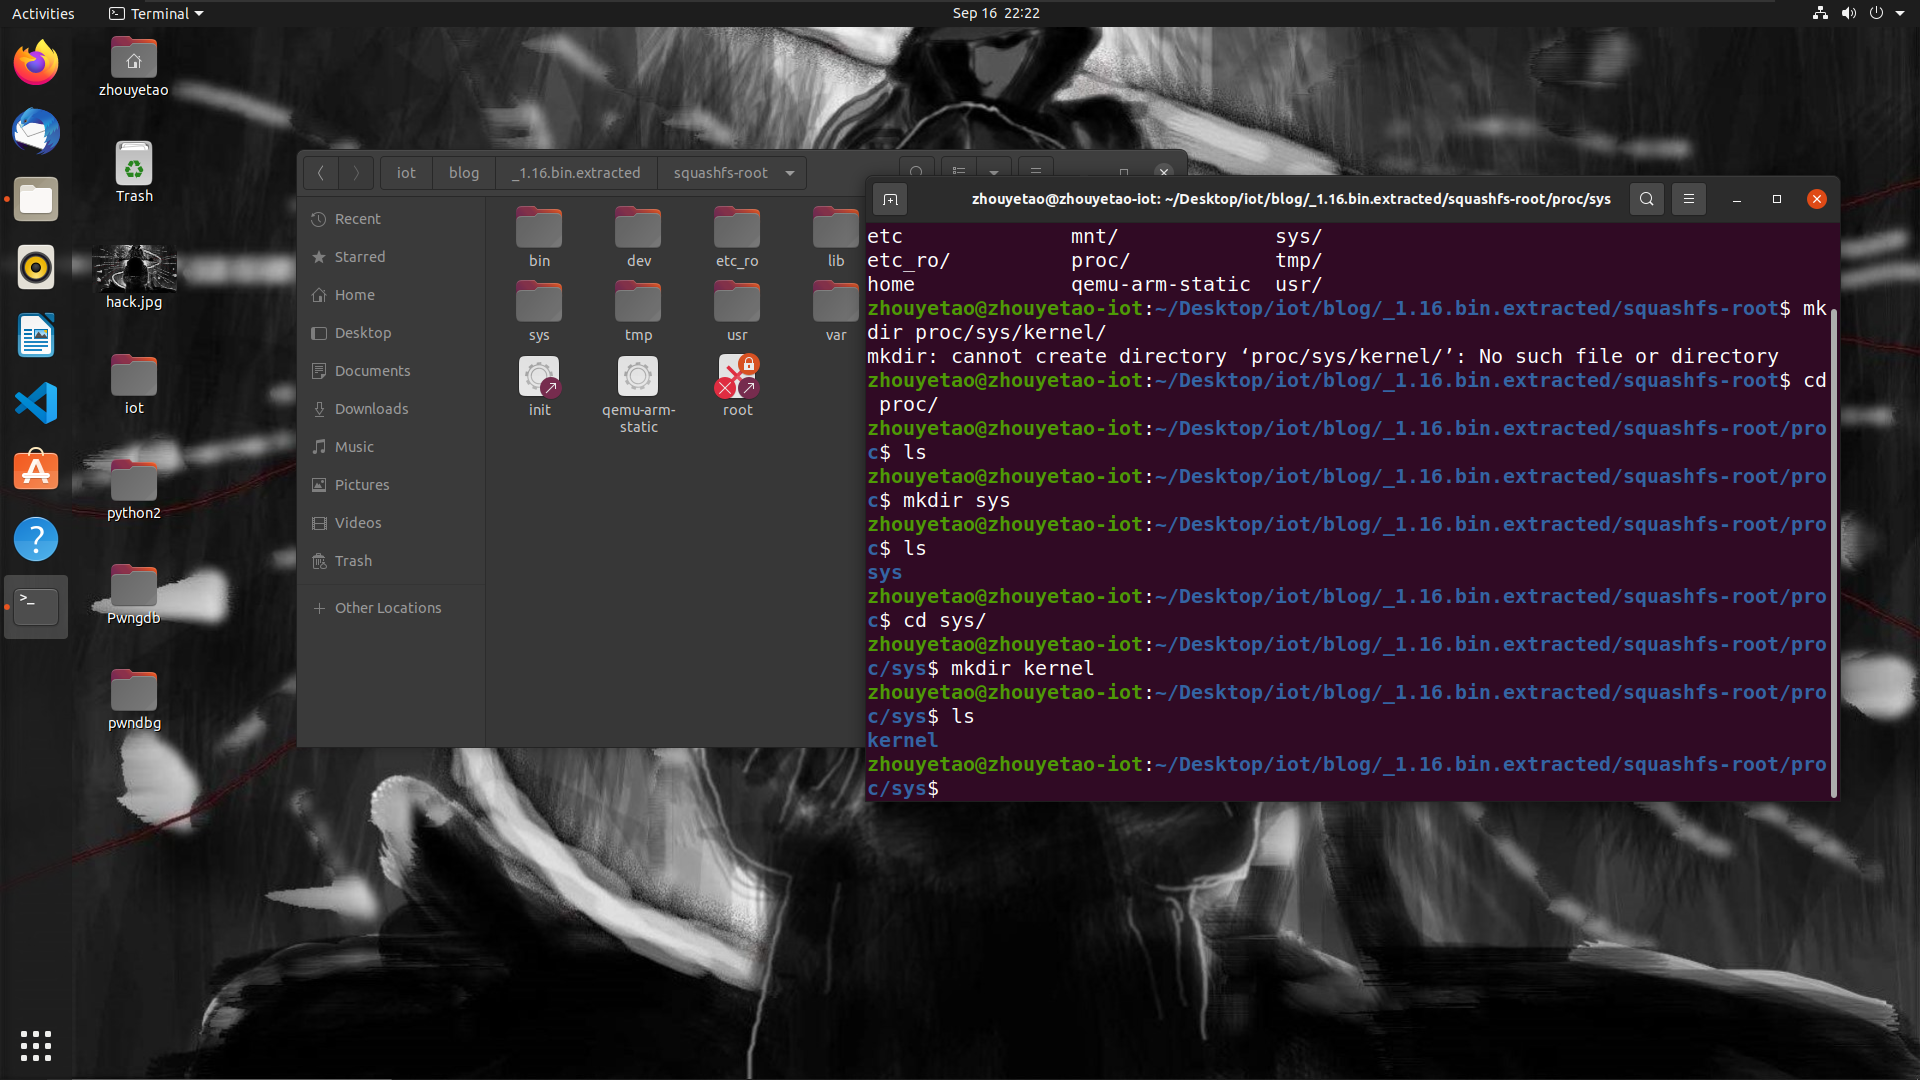 Activities
Terminal
Sep 16 22:22
zhouyetao
Trash
hack.jpg
iot
python2
Pwngdb
pwndbg
iot blog _1.16.bin.extracted squashfs-root
Recent
Starred
Home
Desktop
Documents
Downloads
Music
Pictures
Videos
Trash
Other Locations
bin dev etc_ro lib
sys tmp usr var
init qemu-arm- root
static
zhouyetao@zhouyetao-iot: ~/Desktop/iot/blog/_1.16.bin.extracted/squashfs-root/proc/sys
etc mnt/ sys/
etc_ro/ proc/ tmp/
home qemu-arm-static usr/
zhouyetao@zhouyetao-iot:~/Desktop/iot/blog/_1.16.bin.extracted/squashfs-root$ mk
dir proc/sys/kernel/
mkdir: cannot create directory ‘proc/sys/kernel/’: No such file or directory
zhouyetao@zhouyetao-iot:~/Desktop/iot/blog/_1.16.bin.extracted/squashfs-root$ cd
proc/
zhouyetao@zhouyetao-iot:~/Desktop/iot/blog/_1.16.bin.extracted/squashfs-root/pro
c$ ls
zhouyetao@zhouyetao-iot:~/Desktop/iot/blog/_1.16.bin.extracted/squashfs-root/pro
c$ mkdir sys
zhouyetao@zhouyetao-iot:~/Desktop/iot/blog/_1.16.bin.extracted/squashfs-root/pro
c$ ls
sys
zhouyetao@zhouyetao-iot:~/Desktop/iot/blog/_1.16.bin.extracted/squashfs-root/pro
c$ cd sys/
zhouyetao@zhouyetao-iot:~/Desktop/iot/blog/_1.16.bin.extracted/squashfs-root/pro
c/sys$ mkdir kernel
zhouyetao@zhouyetao-iot:~/Desktop/iot/blog/_1.16.bin.extracted/squashfs-root/pro
c/sys$ ls
kernel
zhouyetao@zhouyetao-iot:~/Desktop/iot/blog/_1.16.bin.extracted/squashfs-root/pro
c/sys$